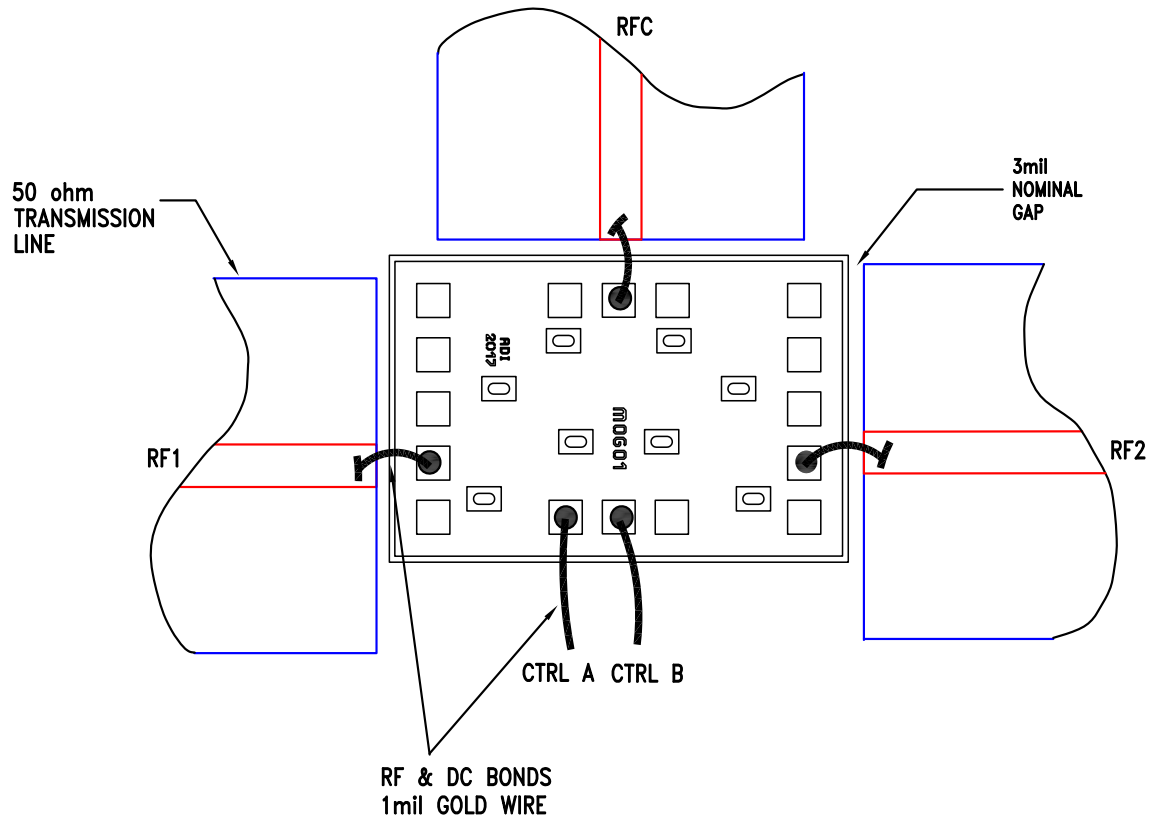 RFC
50 ohm
TRANSMISSION
LINE
3mil
NOMINAL
GAP
ADI
2017
M0G01
RF1
RF2
CTRL A CTRL B
RF & DC BONDS
1mil GOLD WIRE